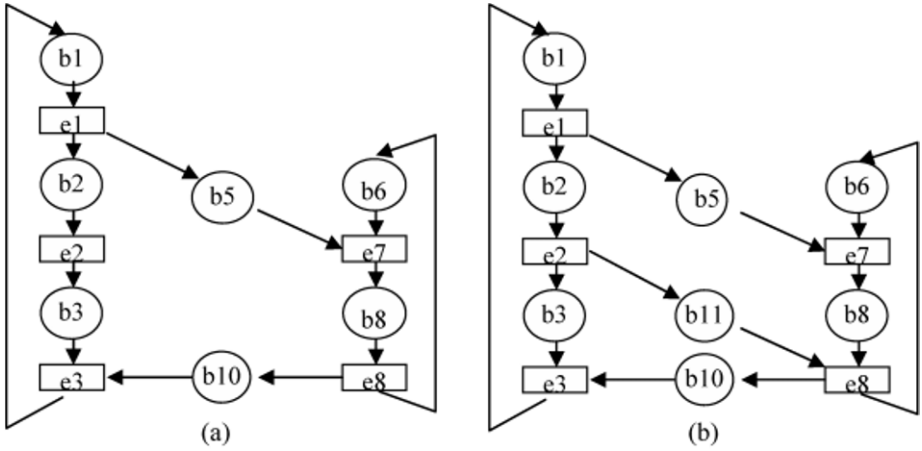 b1 b1
e1 e1
b2 b5 b6 b2 b5 b6
e2 e7 e2 e7
b3 b8 b3 b11 b8
e3 b10 e8 e3 b10 e8
(a) (b)